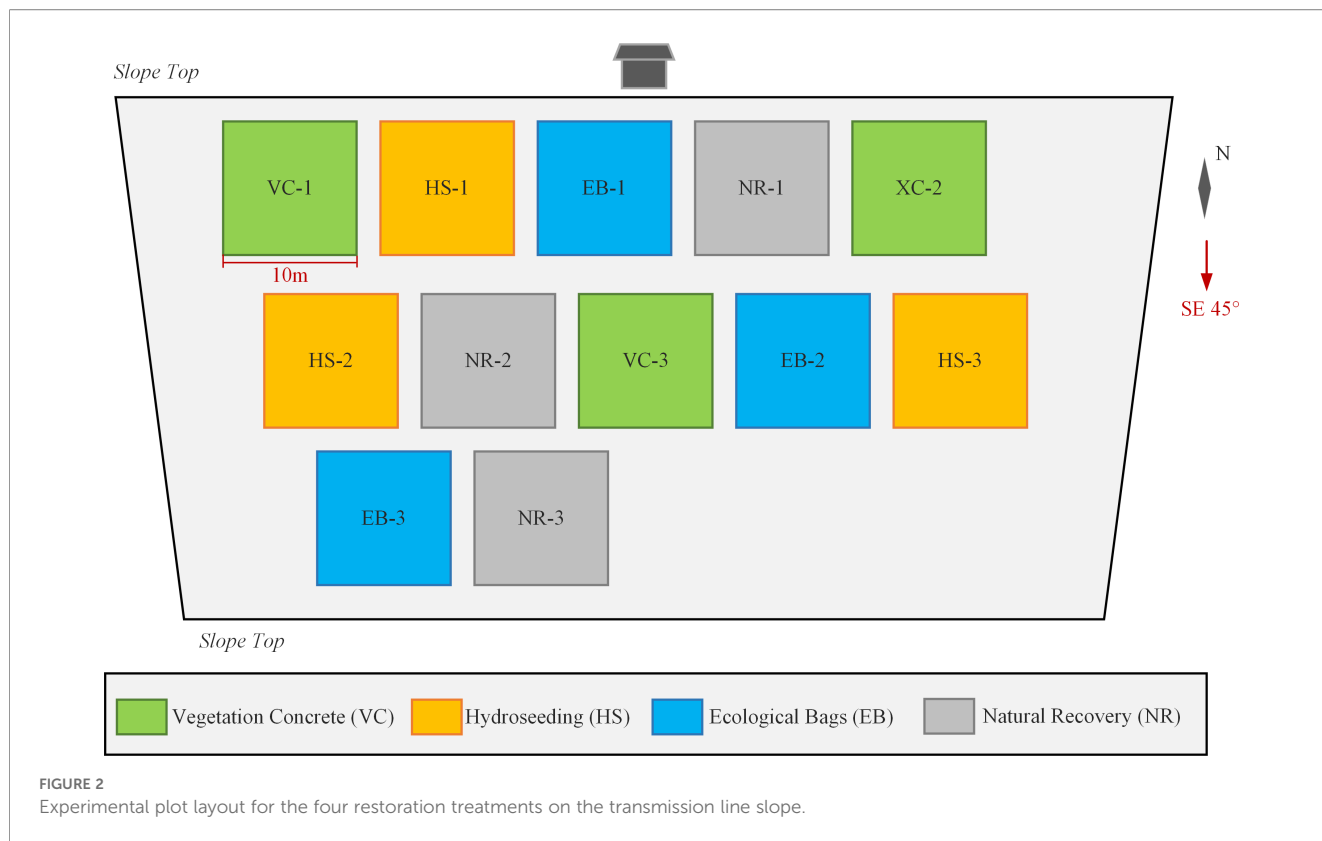 Slope Top
VC-1
HS-1
EB-1
NR-1
XC-2
N
10m
SE 45°
HS-2
NR-2
VC-3
EB-2
HS-3
EB-3
NR-3
Slope Top
Vegetation Concrete (VC)
Hydroseeding (HS)
Ecological Bags (EB)
Natural Recovery (NR)
FIGURE 2
Experimental plot layout for the four restoration treatments on the transmission line slope.